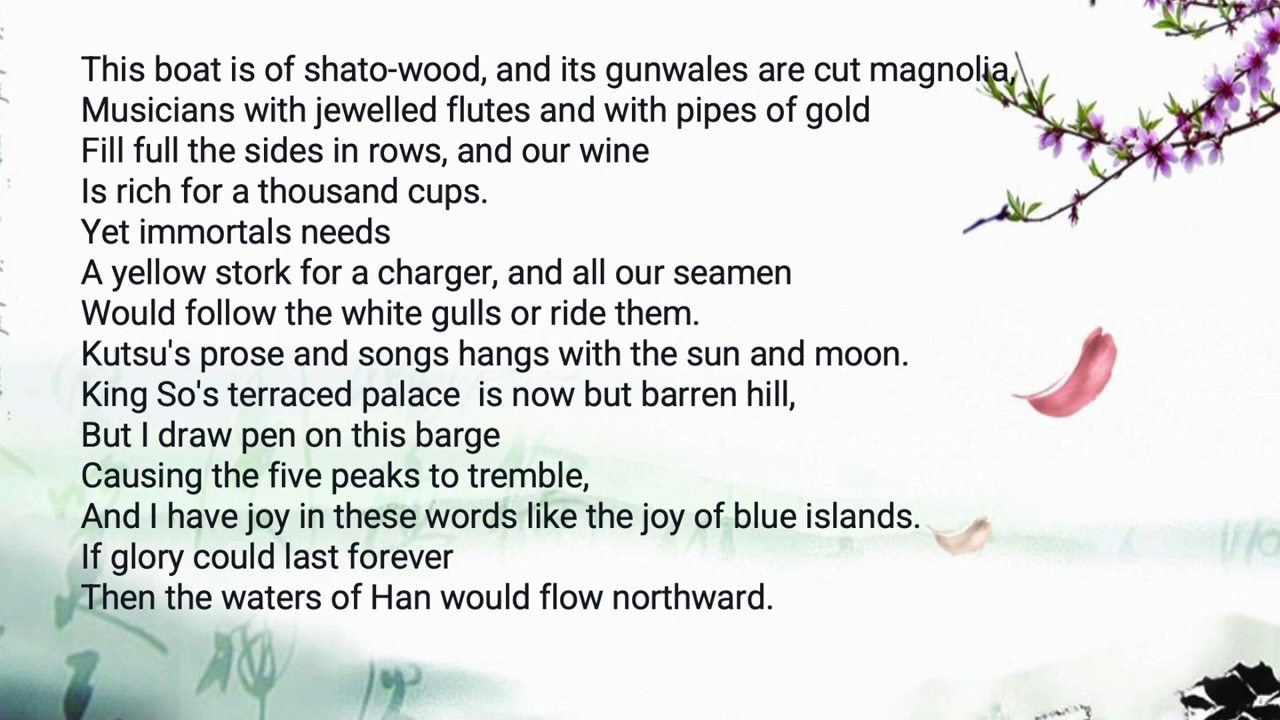 This boat is of shato-wood, and its gunwales are cut magnolia,
Musicians with jewelled flutes and with pipes of gold
Fill full the sides in rows, and our wine
Is rich for a thousand cups.
Yet immortals needs
A yellow stork for a charger, and all our seamen
Would follow the white gulls or ride them.
Kutsu's prose and songs hangs with the sun and moon.
King So's terraced palace  is now but barren hill,
But I draw pen on this barge
Causing the five peaks to tremble,
And I have joy in these words like the joy of blue islands.
If glory could last forever
Then the waters of Han would flow northward.